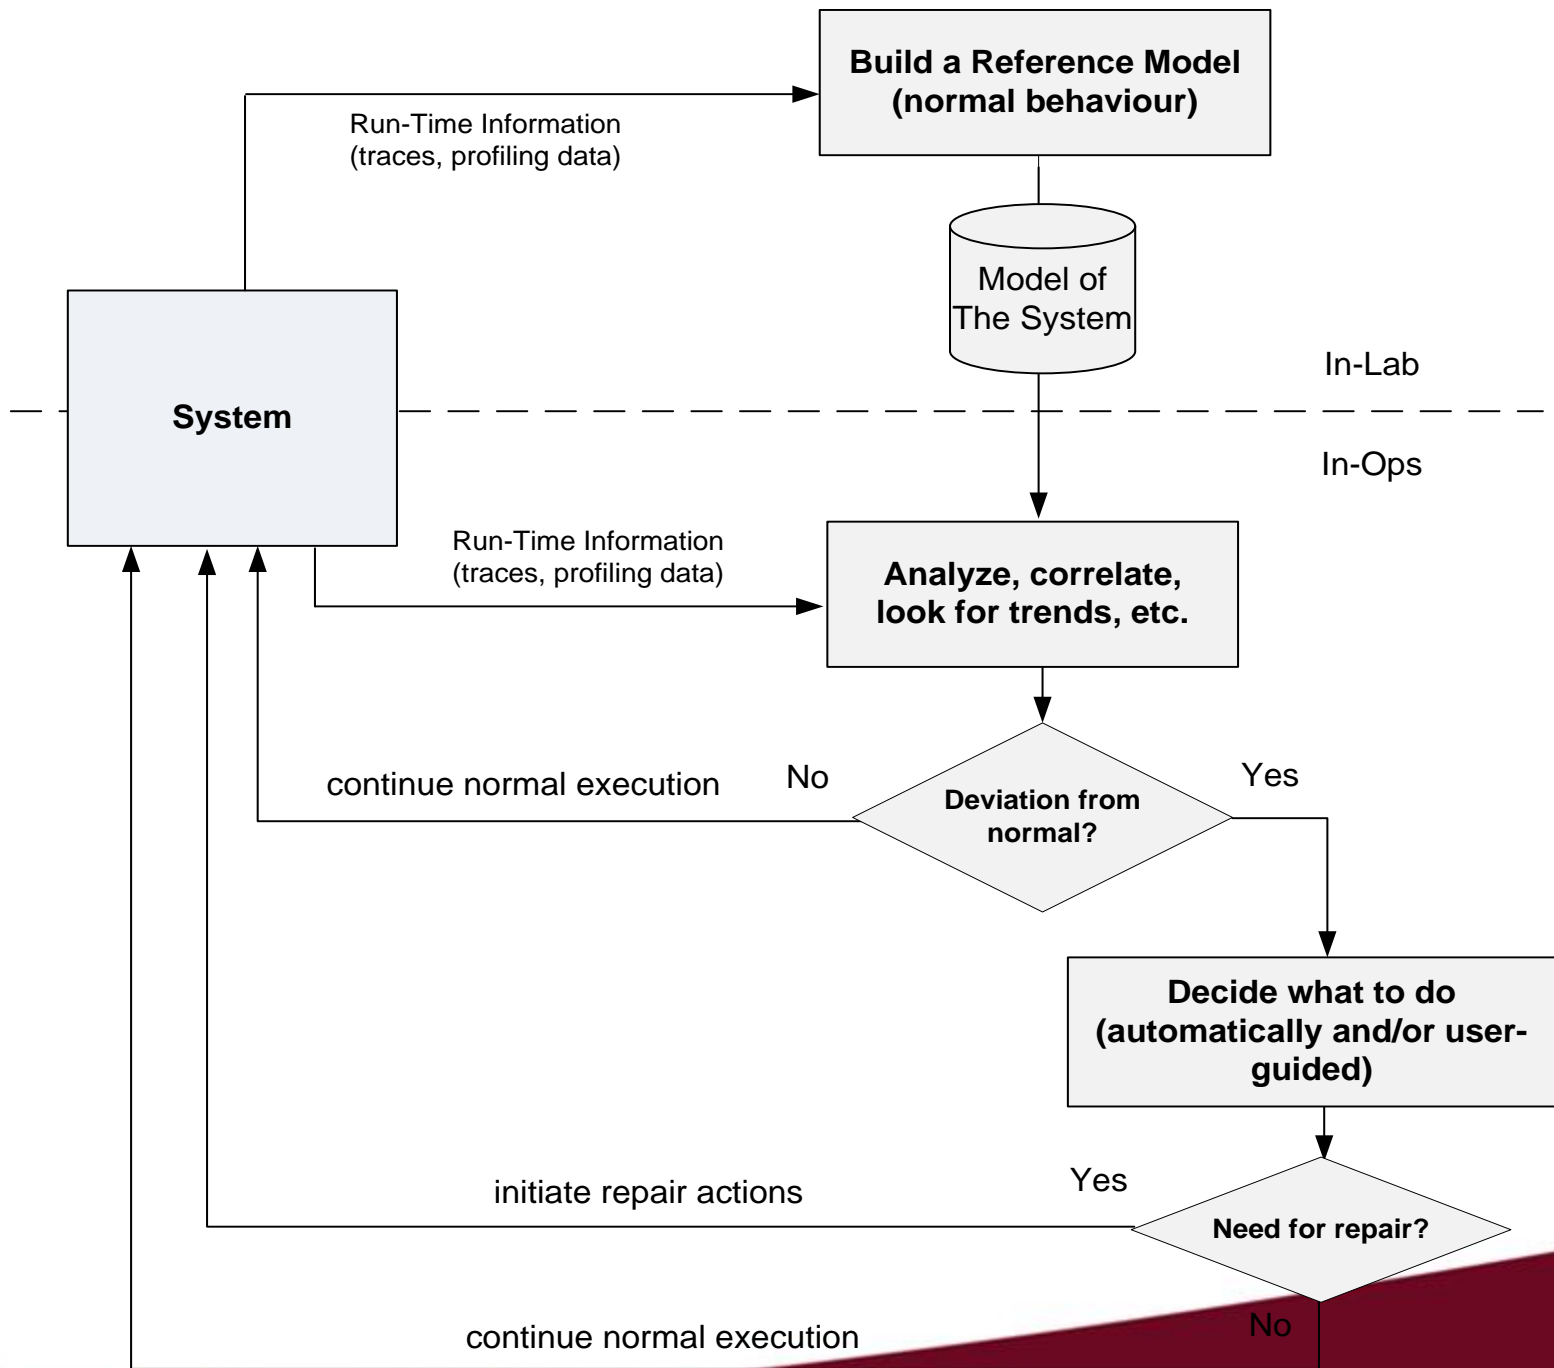 Build a Reference Model
(normal behaviour)
Run-Time Information
(traces, profiling data)
Model of
The System
In-Lab
System
In-Ops
Run-Time Information
(traces, profiling data)
Analyze, correlate,
look for trends, etc.
continue normal execution
No
Yes
Deviation from
normal?
Decide what to do
(automatically and/or user-
guided)
Yes
initiate repair actions
Need for repair?
No
continue normal execution